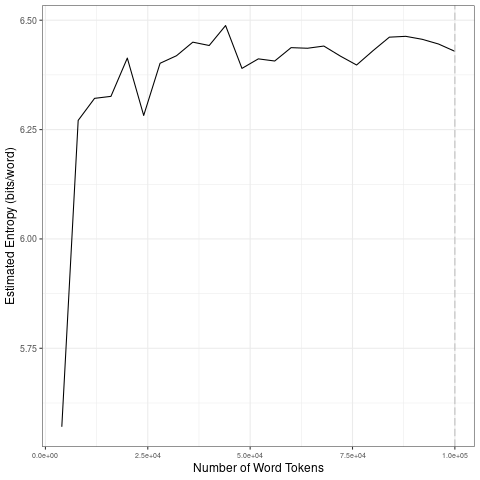 Estimated Entropy (bits/word)
6.50
6.25
6.00
5.75
0.0e+00 2.5e+04 5.0e+04 7.5e+04 1.0e+05
Number of Word Tokens